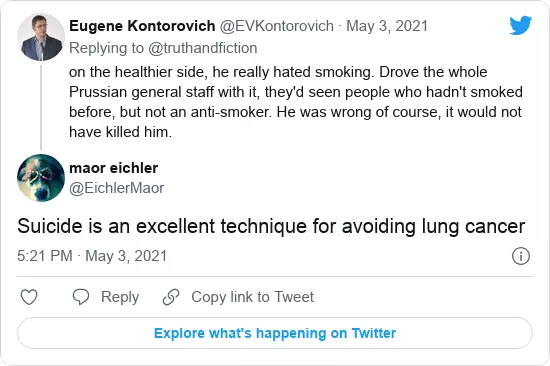 Eugene Kontorovich @EVKontorovich · May 3, 2021
Replying to @truthandfiction
on the healthier side, he really hated smoking. Drove the whole
Prussian general staff with it, they'd seen people who hadn't smoked
before, but not an anti-smoker. He was wrong of course, it would not
have killed him.
maor eichler
@EichlerMaor
Suicide is an excellent technique for avoiding lung cancer
5:21 PM · May 3, 2021
Reply Copy link to Tweet
Explore what's happening on Twitter